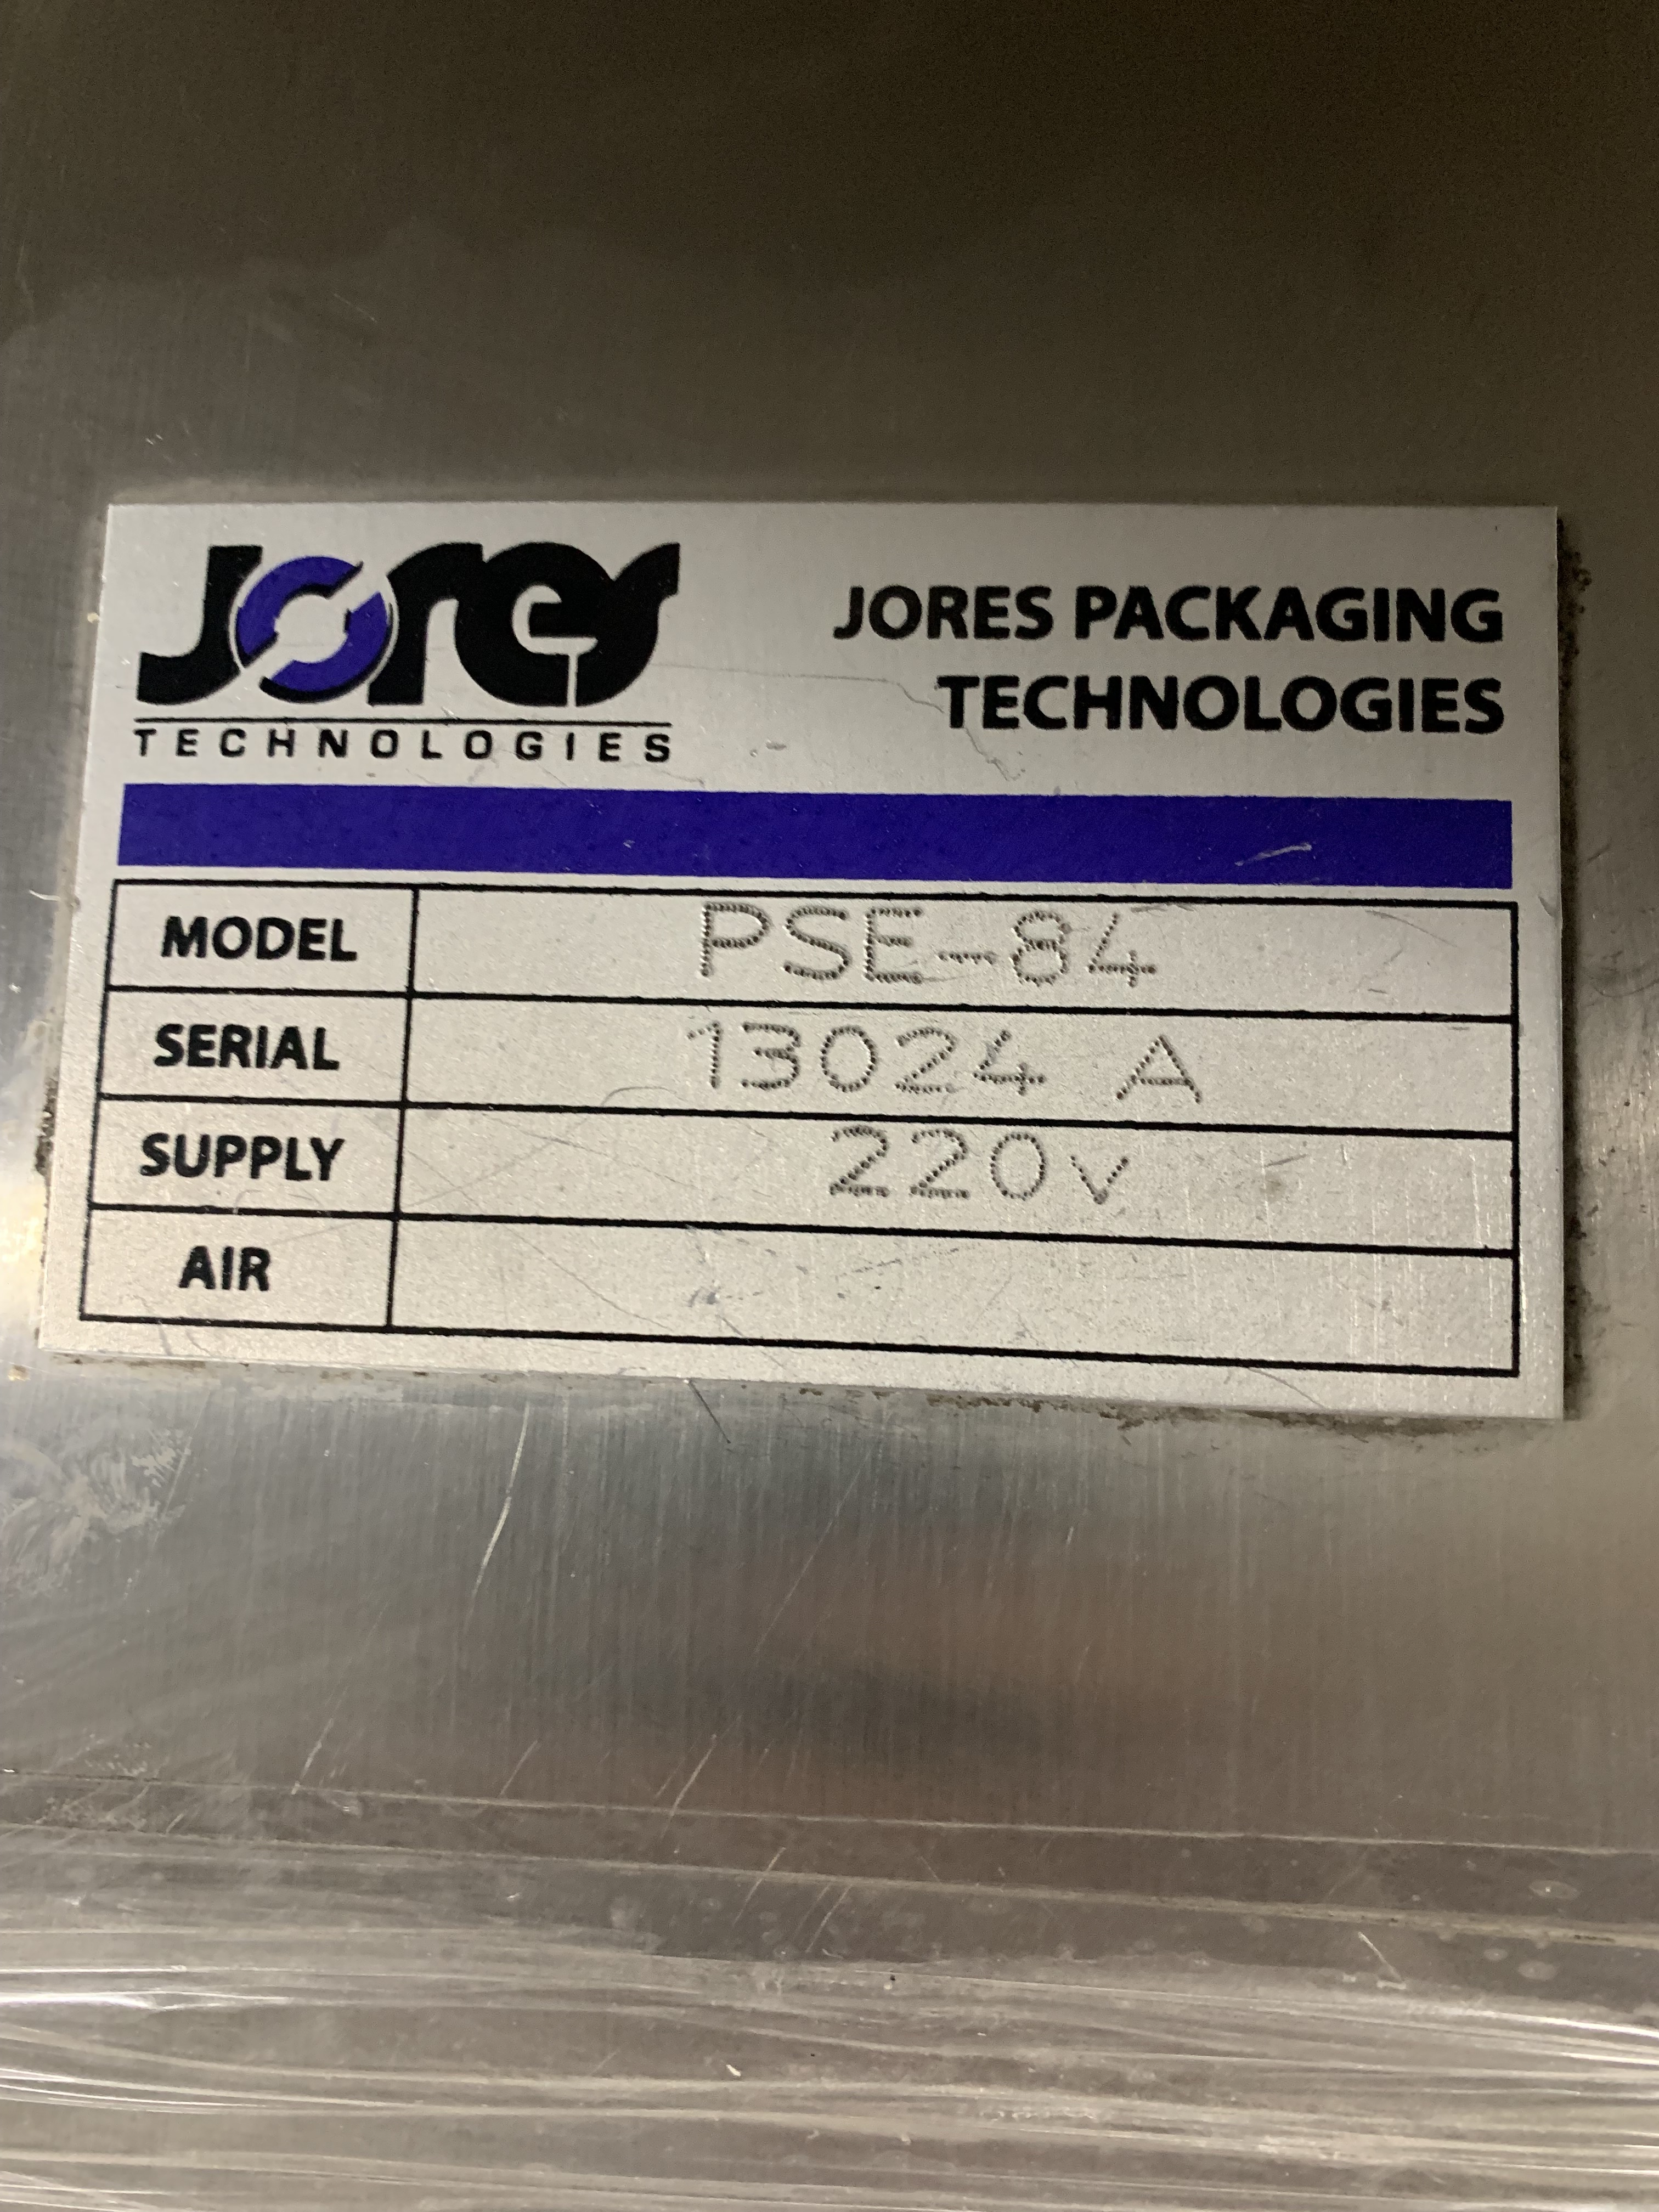 Jores
TECHNOLOGIES
JORES PACKAGING
TECHNOLOGIES
MODEL PSE-84
SERIAL 13024 A
SUPPLY 220v
AIR